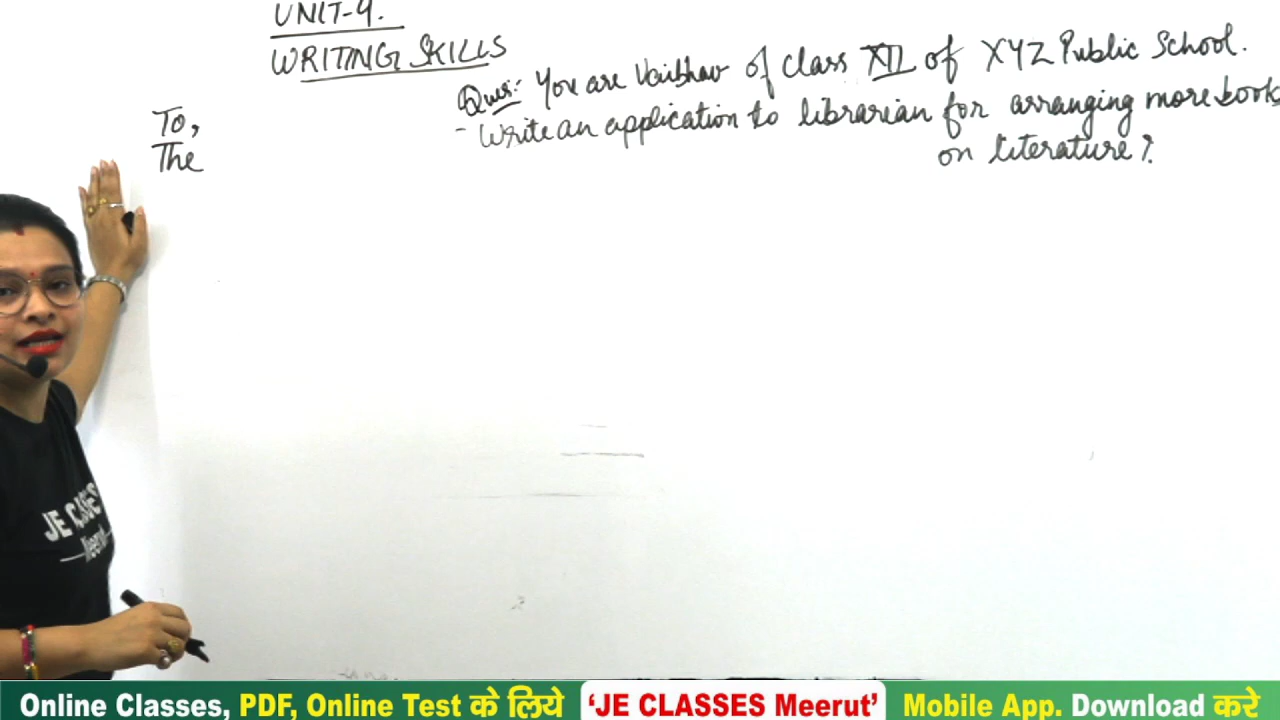 UNIT-4.
WRITING SKILLS
Ques:- You are Vaibhav of class XII of XYZ Public School.
- Write an application to librarian for arranging more books
on literature?
To,
The
JE CLASSES
Meerut
Online Classes, PDF, Online Test के लिये 'JE CLASSES Meerut' Mobile App. Download करे